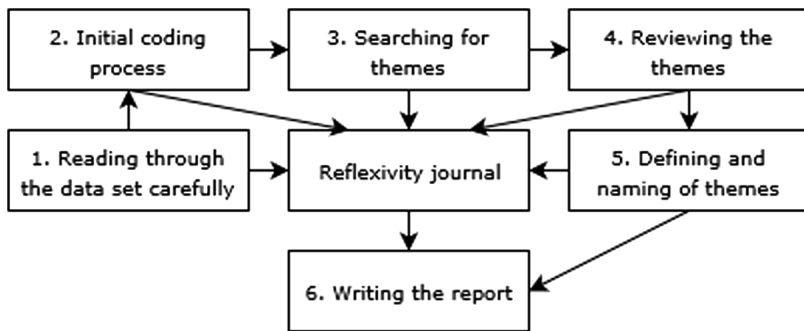 2. Initial coding
process
3. Searching for
themes
4. Reviewing the
themes
1. Reading through
the data set carefully
Reflexivity journal
5. Defining and
naming of themes
6. Writing the report